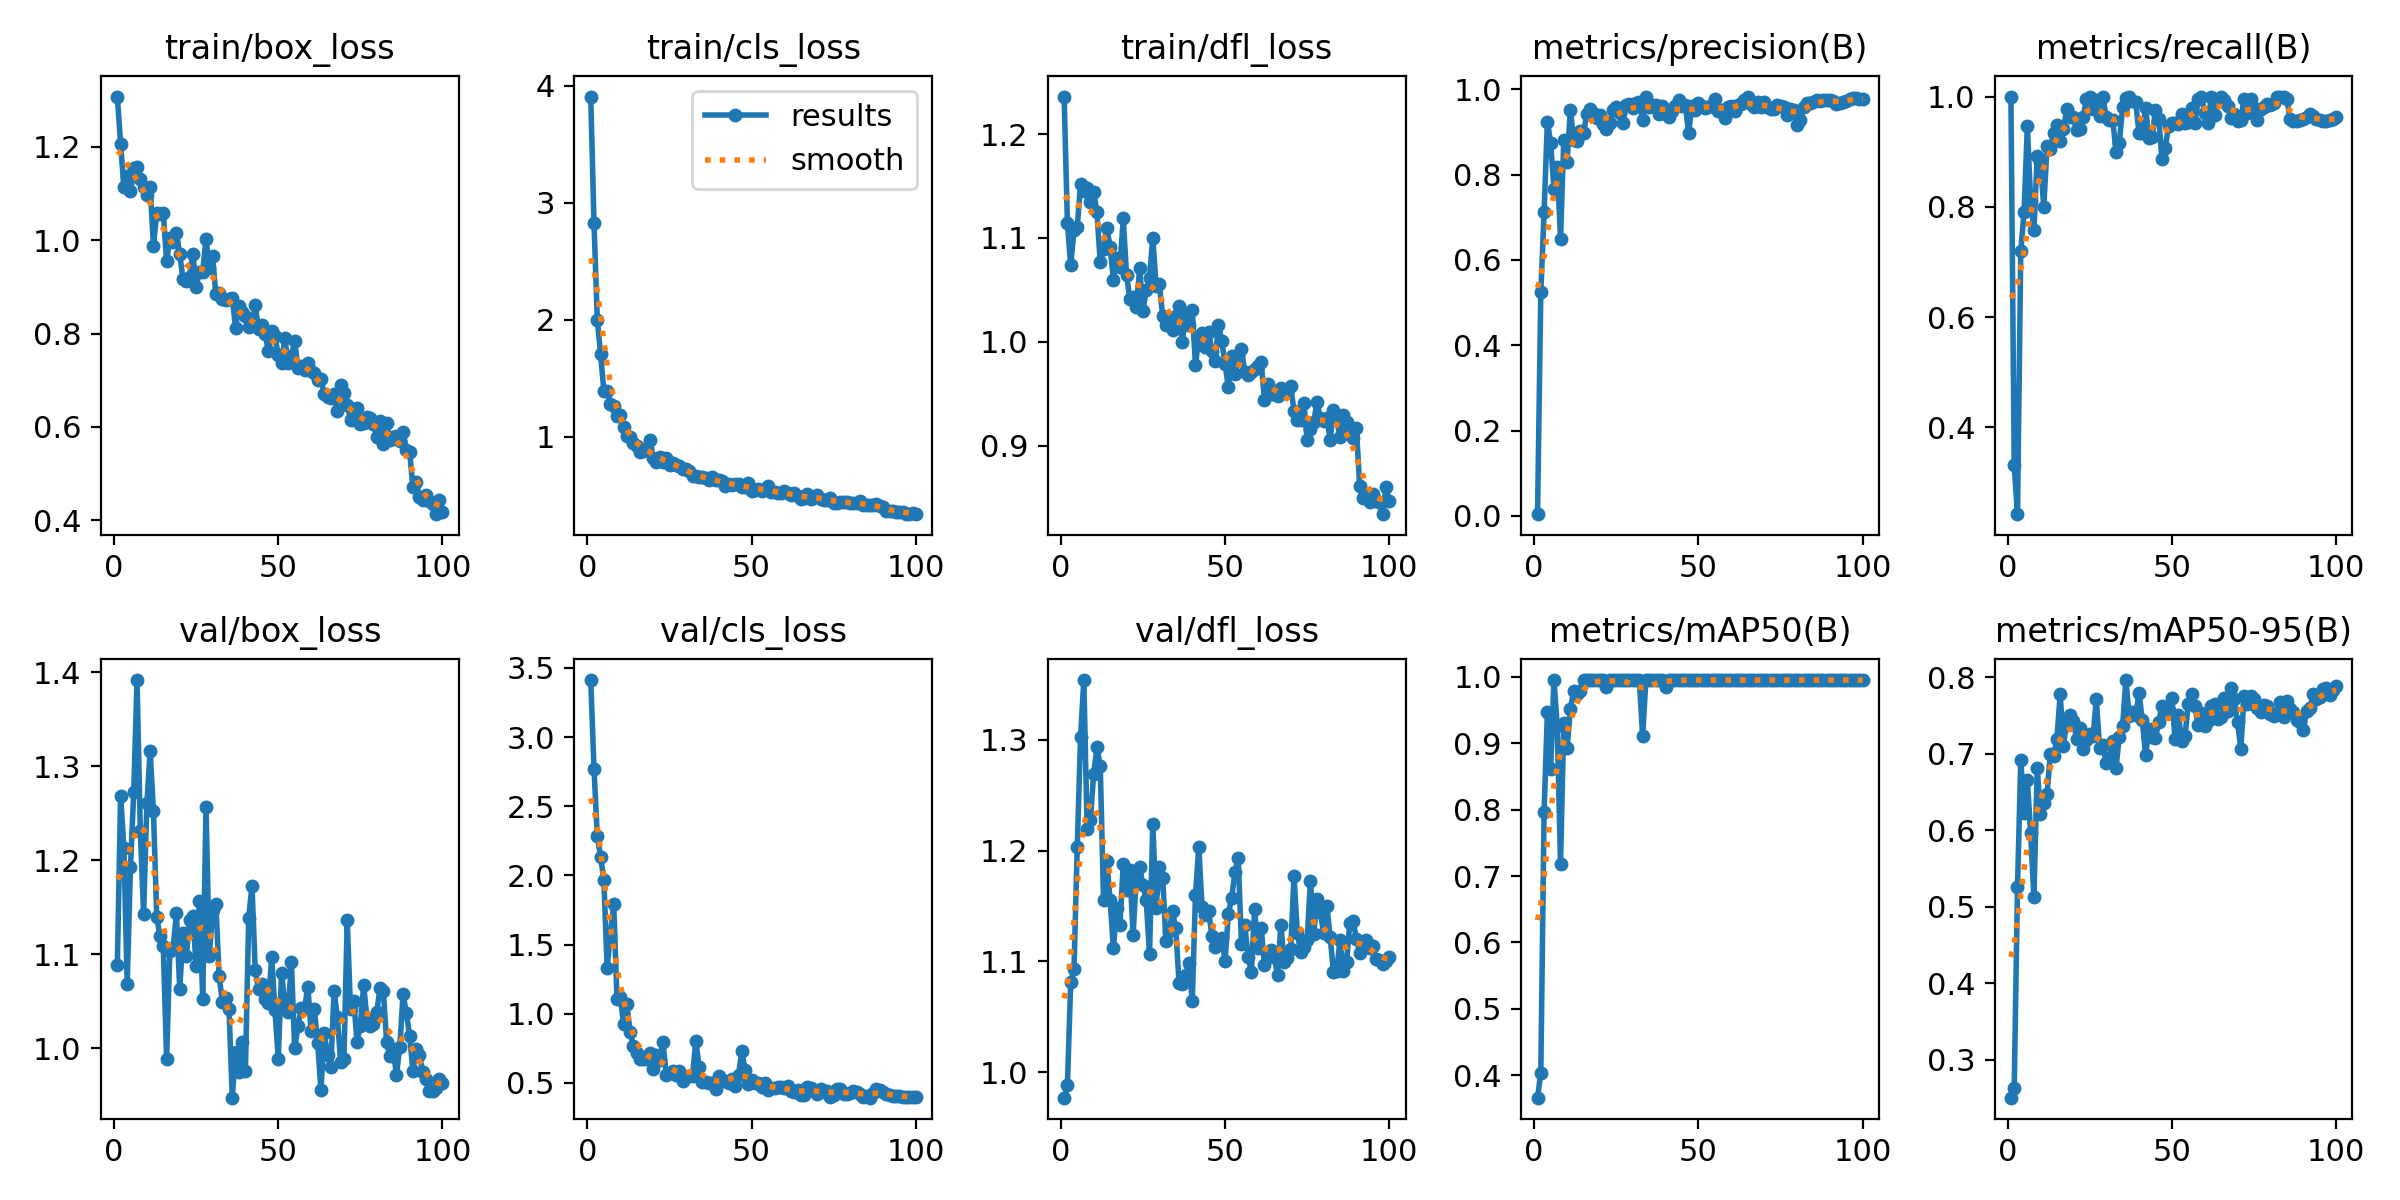 train/box_loss
1.2
1.0
0.8
0.6
0.4
0 50 100
train/cls_loss
results
smooth
4
3
2
1
0 50 100
train/dfl_loss
1.2
1.1
1.0
0.9
0 50 100
metrics/precision(B)
1.0
0.8
0.6
0.4
0.2
0.0
0 50 100
metrics/recall(B)
1.0
0.8
0.6
0.4
0 50 100
val/box_loss
1.4
1.3
1.2
1.1
1.0
0 50 100
val/cls_loss
3.5
3.0
2.5
2.0
1.5
1.0
0.5
0 50 100
val/dfl_loss
1.3
1.2
1.1
1.0
0 50 100
metrics/mAP50(B)
1.0
0.9
0.8
0.7
0.6
0.5
0.4
0 50 100
metrics/mAP50-95(B)
0.8
0.7
0.6
0.5
0.4
0.3
0 50 100